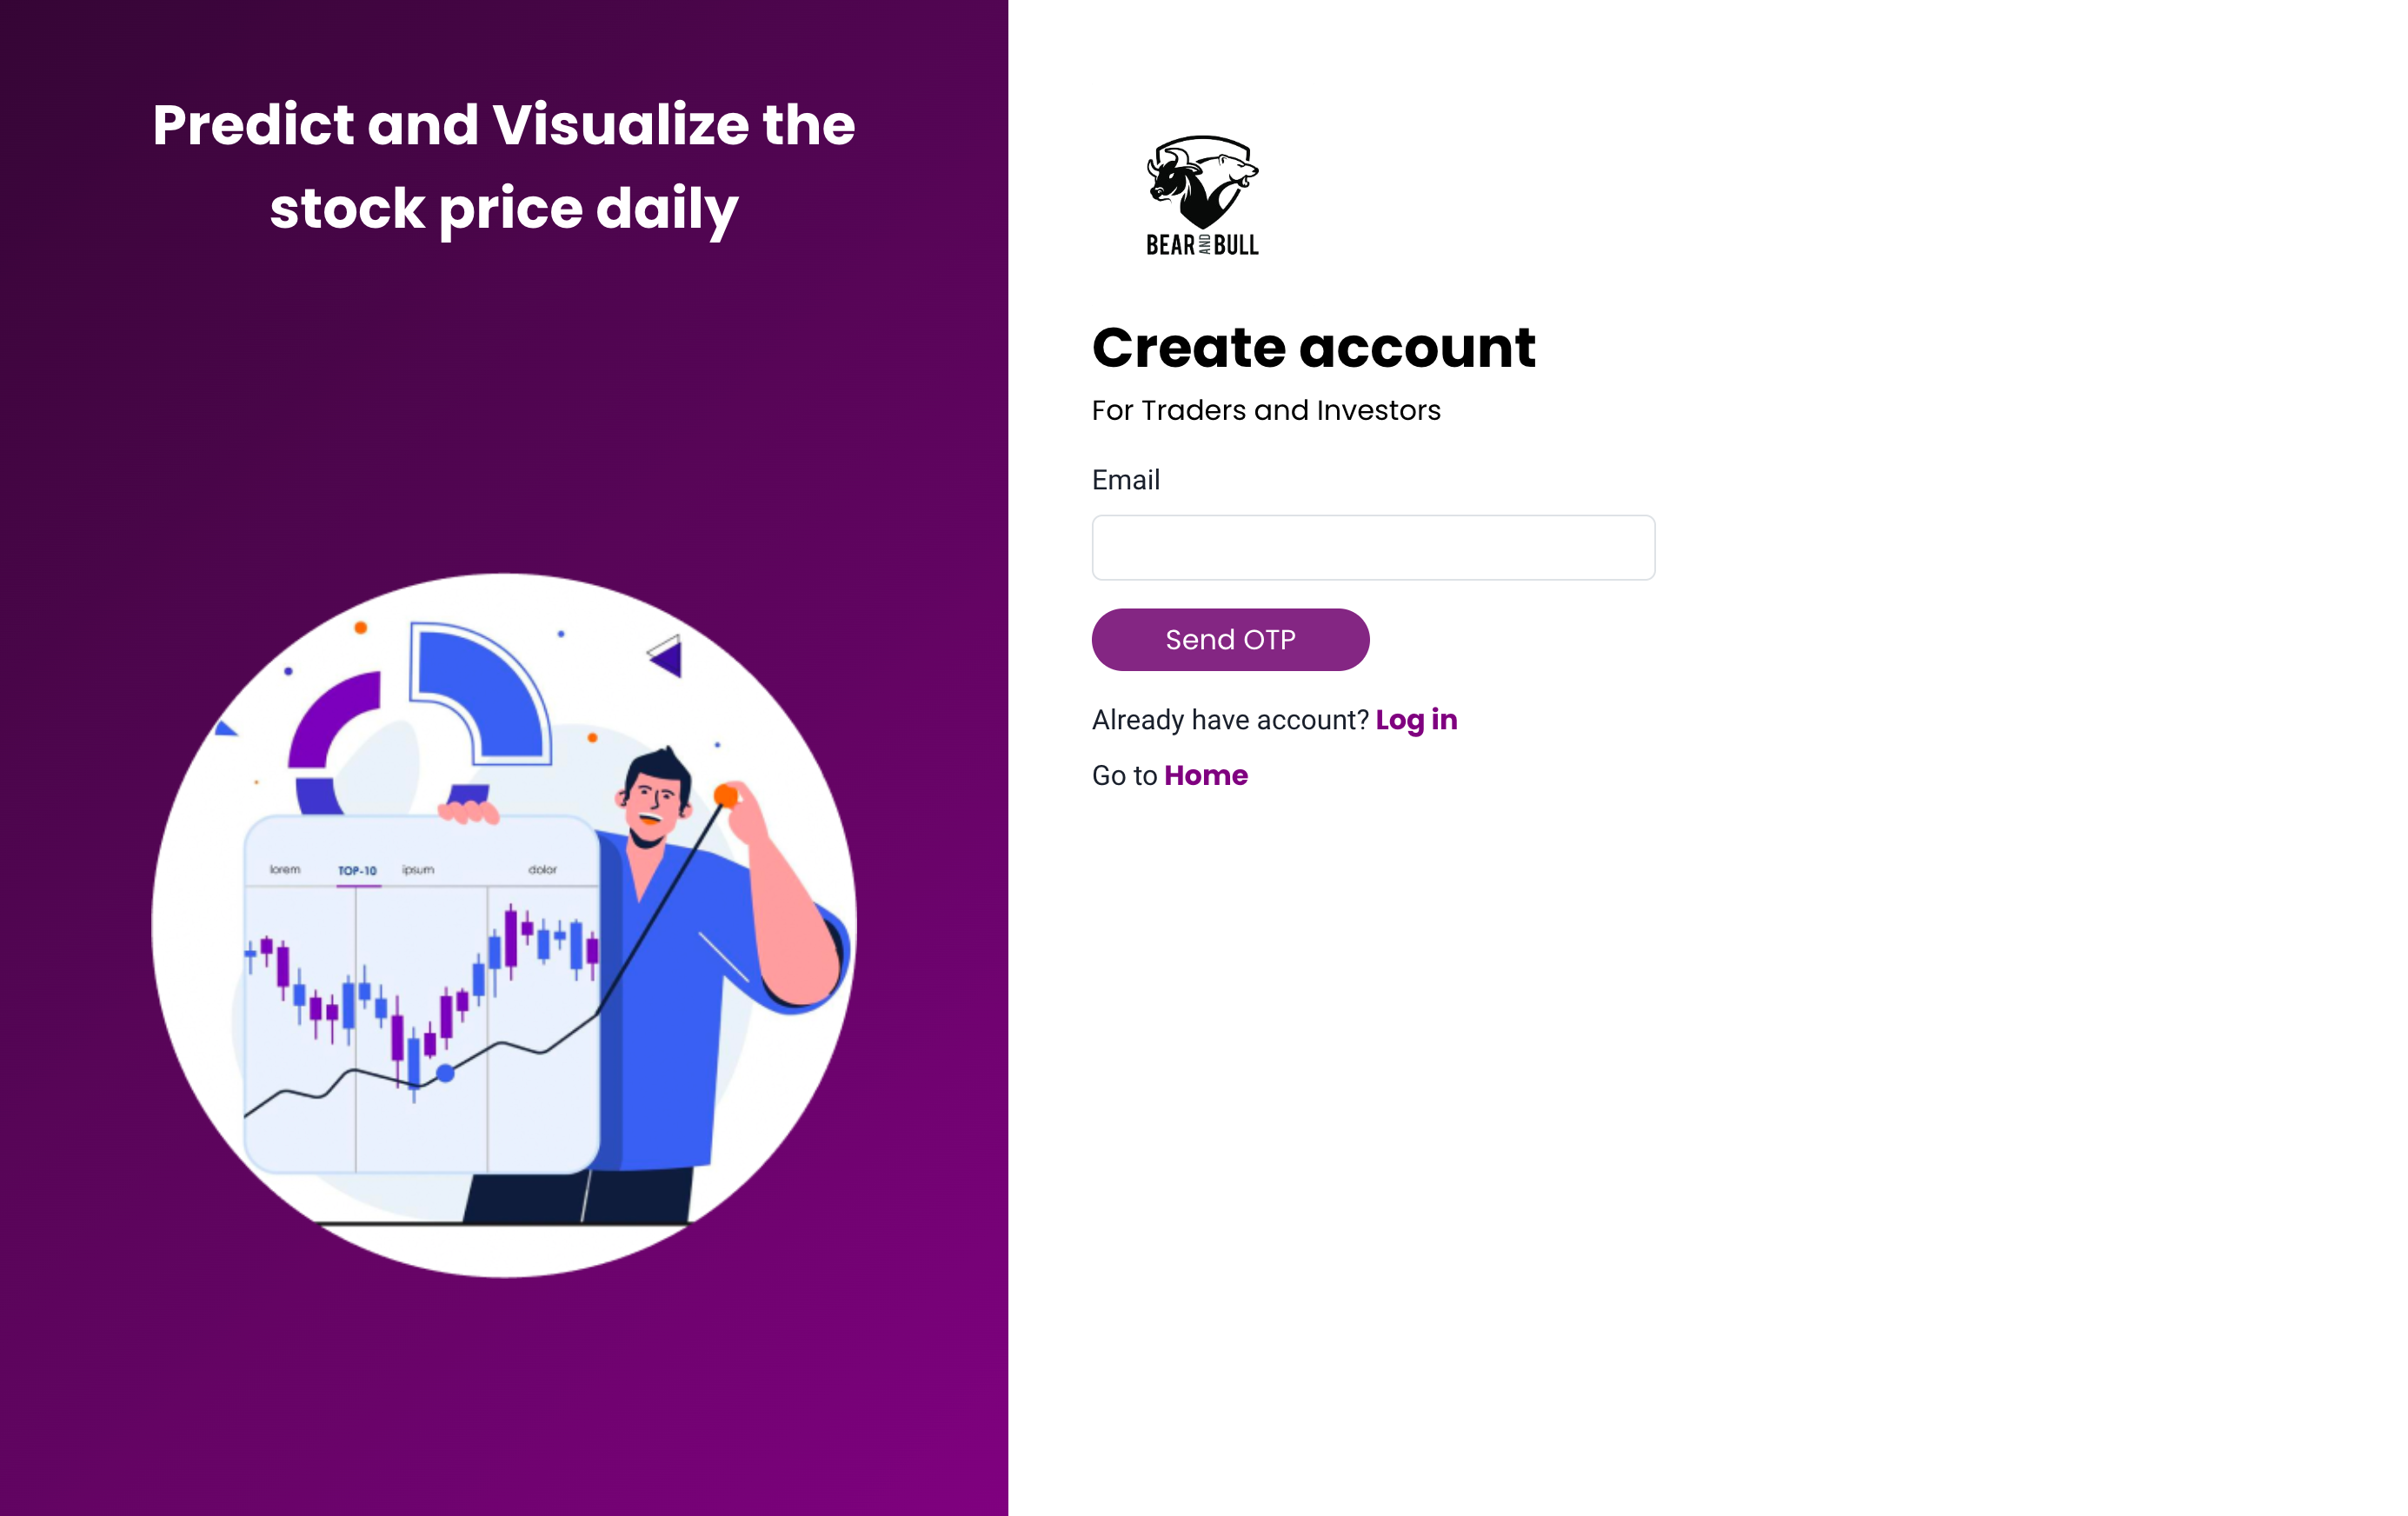 Predict and Visualize the
stock price daily
lorem TOP-10 ipsum dolor
BEAR AND BULL
Create account
For Traders and Investors
Email
Send OTP
Already have account? Log in
Go to Home